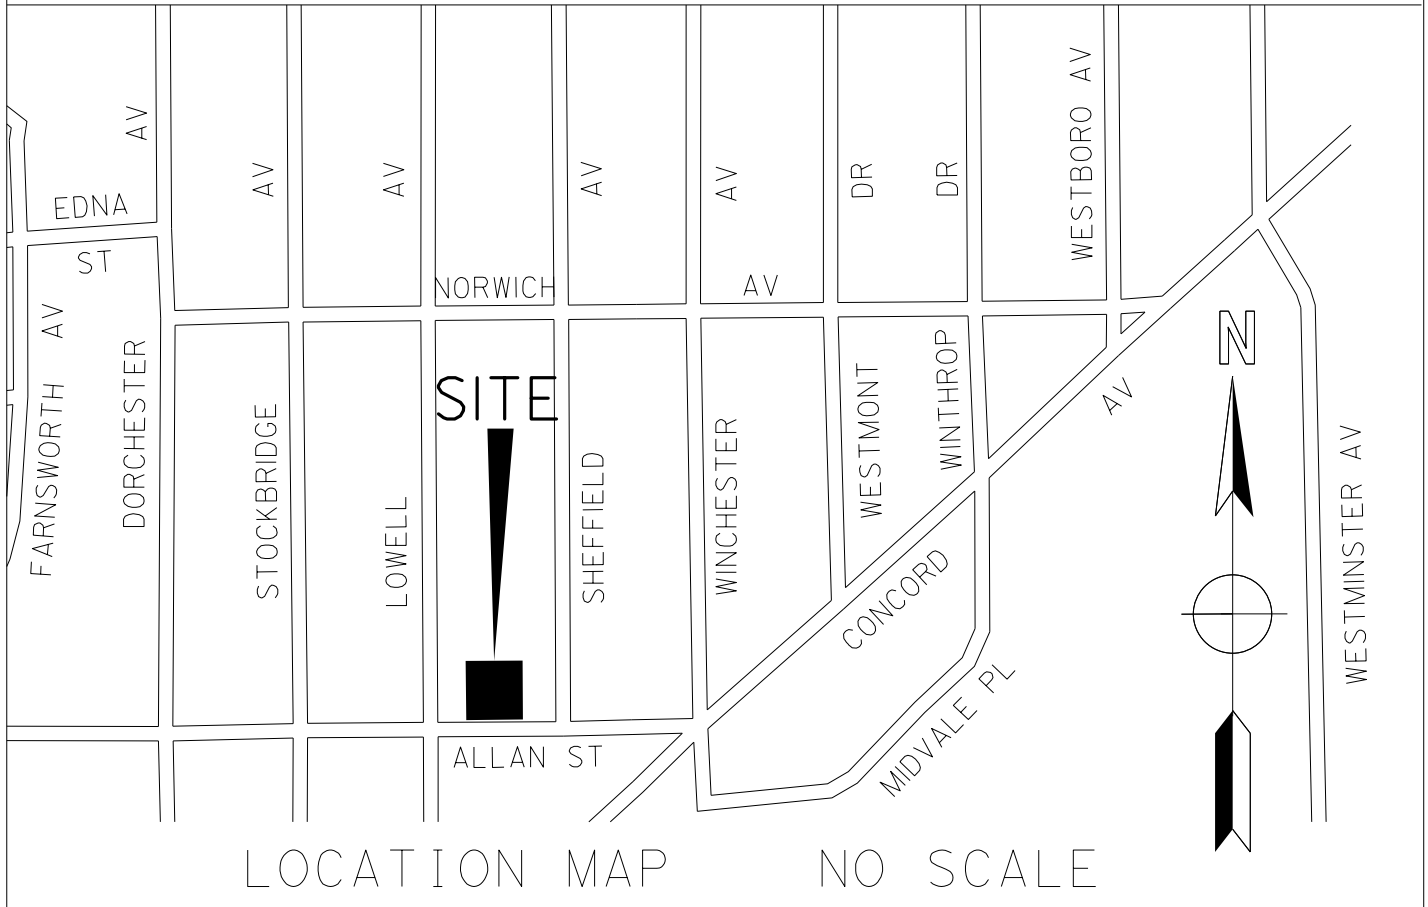 WESTBORO AV
DORCHESTER AV
STOCKBRIDGE AV
LOWELL AV
SHEFFIELD AV
WINCHESTER AV
WESTMONT DR
WINTHROP DR
EDNA ST
NORWICH AV
FARNSWORTH AV
N
SITE
CONCORD AV
WESTMINSTER AV
MIDVALE PL
ALLAN ST
LOCATION MAP NO SCALE